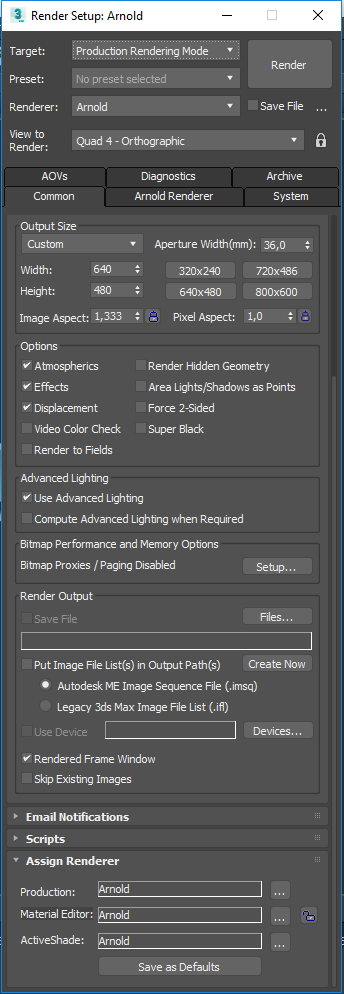 3 Render Setup: Arnold
Target: Production Rendering Mode
Render
Preset: No preset selected
Renderer: Arnold Save File ...
View to Render: Quad 4 - Orthographic
AOVs Diagnostics Archive
Common Arnold Renderer System
Output Size
Custom Aperture Width(mm): 36,0
Width: 640 320x240 720x486
Height: 480 640x480 800x600
Image Aspect: 1,333 Pixel Aspect: 1,0
Options
Atmospherics Render Hidden Geometry
Effects Area Lights/Shadows as Points
Displacement Force 2-Sided
Video Color Check Super Black
Render to Fields
Advanced Lighting
Use Advanced Lighting
Compute Advanced Lighting when Required
Bitmap Performance and Memory Options
Bitmap Proxies / Paging Disabled Setup...
Render Output
Save File Files...
Put Image File List(s) in Output Path(s) Create Now
Autodesk ME Image Sequence File (.imsq)
Legacy 3ds Max Image File List (.ifl)
Use Device Devices...
Rendered Frame Window
Skip Existing Images
Email Notifications
Scripts
Assign Renderer
Production: Arnold ...
Material Editor: Arnold ...
ActiveShade: Arnold ...
Save as Defaults